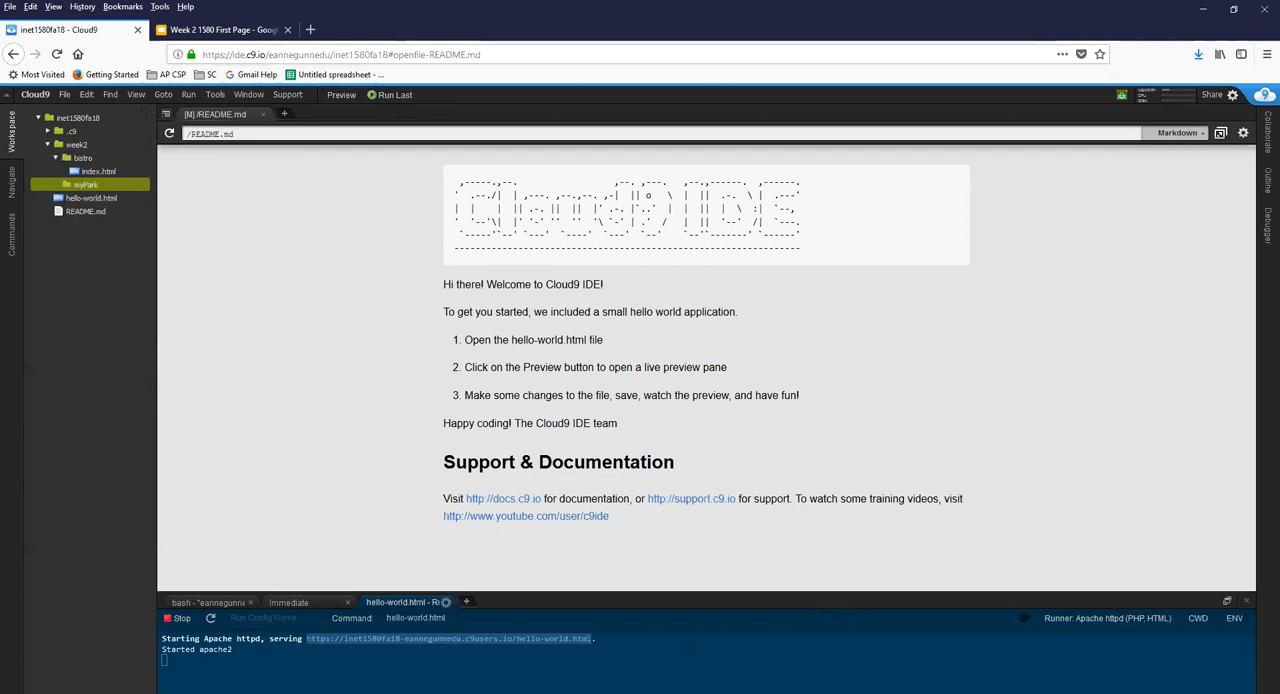 File Edit View History Bookmarks Tools Help
inet1580fa18 - Cloud9 × Week 2 1580 First Page - Goog × +
https://ide.c9.io/eannegunnedu/inet1580fa18#openfile-README.md
Most Visited Getting Started AP CSP SC Gmail Help Untitled spreadsheet -...
Cloud9 File Edit Find View Goto Run Tools Window Support Preview Run Last MEMORY CPU DISK Share
Workspace
Navigate
Commands
inet1580fa18
.c9
week2
bistro
index.html
myPark
hello-world.html
README.md
[M] /README.md × +
/README.md Markdown
Hi there! Welcome to Cloud9 IDE!
To get you started, we included a small hello world application.
1. Open the hello-world.html file
2. Click on the Preview button to open a live preview pane
3. Make some changes to the file, save, watch the preview, and have fun!
Happy coding! The Cloud9 IDE team
Support & Documentation
Visit http://docs.c9.io for documentation, or http://support.c9.io for support. To watch some training videos, visit
http://www.youtube.com/user/c9ide
Collaborate
Outline
Debugger
bash - "eannegunne × Immediate × hello-world.html - R +
Stop Run Config Name Command: hello-world.html Runner: Apache httpd (PHP, HTML) CWD ENV
Starting Apache httpd, serving https://inet1580fa18-eannegunnedu.c9users.io/hello-world.html.
Started apache2